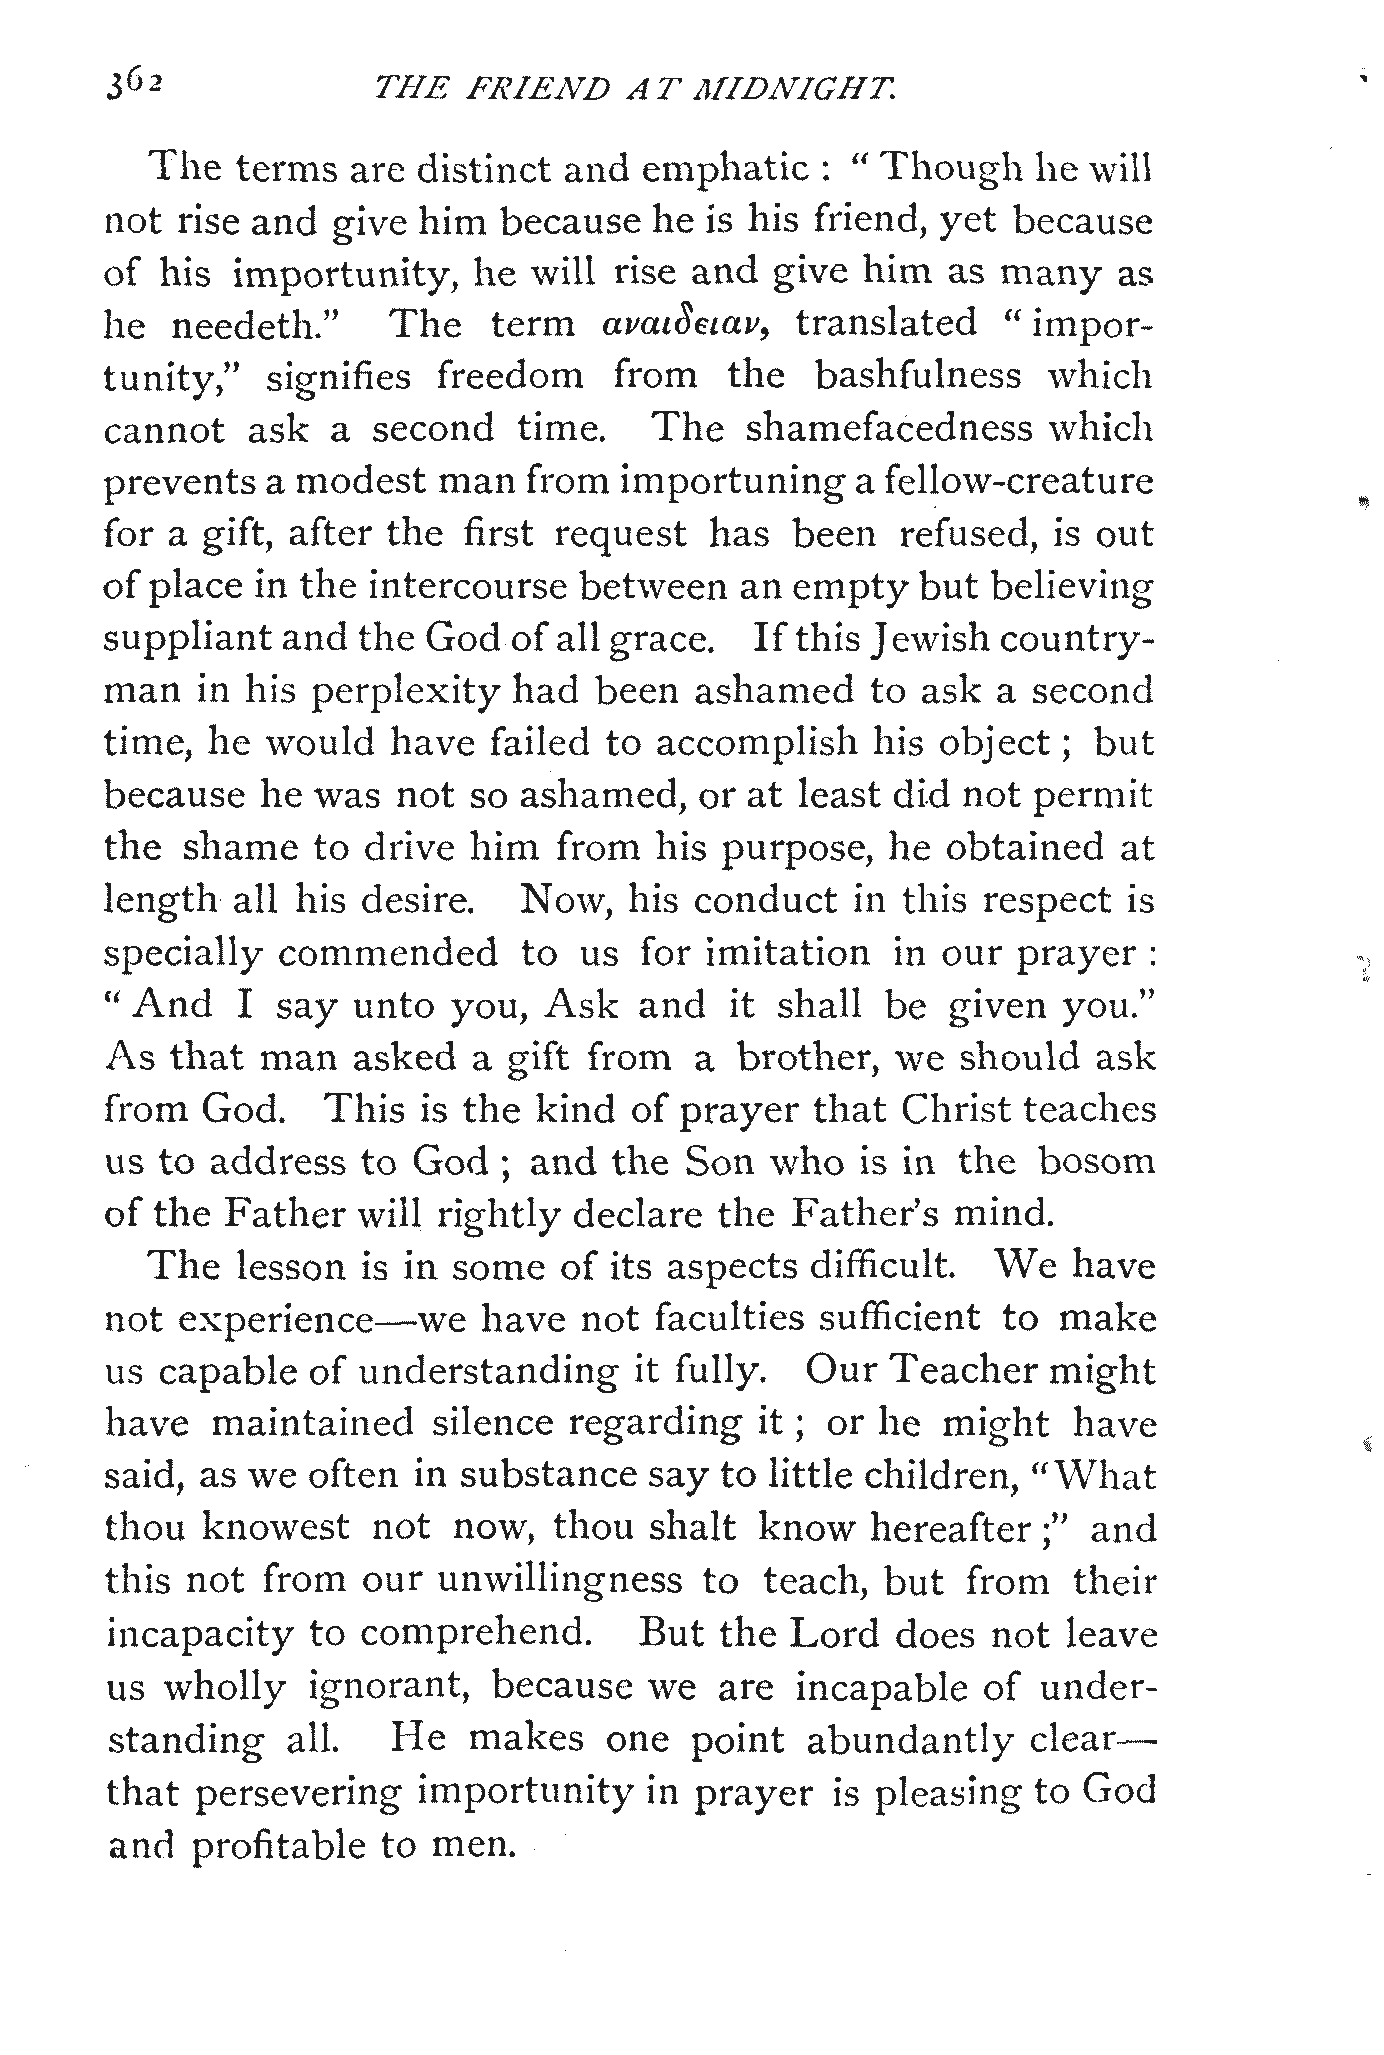 362 THE FRIEND AT MIDNIGHT.
The terms are distinct and emphatic : “ Though he will
not rise and give him because he is his friend, yet because
of his importunity, he will rise and give him as many as
he needeth.” The term αναιδειαν, translated “ impor-
tunity,” signifies freedom from the bashfulness which
cannot ask a second time. The shamefacedness which
prevents a modest man from importuning a fellow-creature
for a gift, after the first request has been refused, is out
of place in the intercourse between an empty but believing
suppliant and the God of all grace. If this Jewish country-
man in his perplexity had been ashamed to ask a second
time, he would have failed to accomplish his object ; but
because he was not so ashamed, or at least did not permit
the shame to drive him from his purpose, he obtained at
length all his desire. Now, his conduct in this respect is
specially commended to us for imitation in our prayer :
“ And I say unto you, Ask and it shall be given you.”
As that man asked a gift from a brother, we should ask
from God. This is the kind of prayer that Christ teaches
us to address to God ; and the Son who is in the bosom
of the Father will rightly declare the Father’s mind.
The lesson is in some of its aspects difficult. We have
not experience—we have not faculties sufficient to make
us capable of understanding it fully. Our Teacher might
have maintained silence regarding it ; or he might have
said, as we often in substance say to little children, “What
thou knowest not now, thou shalt know hereafter ;” and
this not from our unwillingness to teach, but from their
incapacity to comprehend. But the Lord does not leave
us wholly ignorant, because we are incapable of under-
standing all. He makes one point abundantly clear—
that persevering importunity in prayer is pleasing to God
and profitable to men.